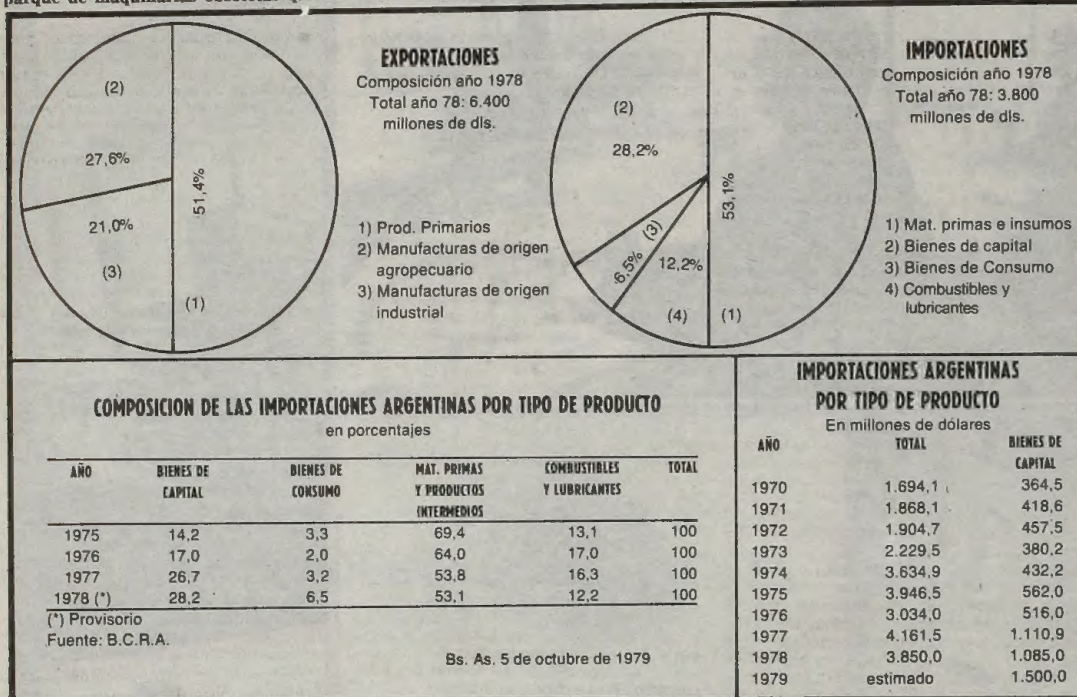 parque de maquinarias
EXPORTACIONES
Composición año 1978
Total año 78: 6.400
millones de dls.
(2)
27,6%
21,0%
(3)
51,4%
(1)
1) Prod. Primarios
2) Manufacturas de origen
agropecuario
3) Manufacturas de origen
industrial
IMPORTACIONES
Composición año 1978
Total año 78: 3.800
millones de dls.
(2)
28,2%
(3)
6,5%
12,2%
(4)
53,1%
(1)
1) Mat. primas e insumos
2) Bienes de capital
3) Bienes de Consumo
4) Combustibles y
lubricantes
COMPOSICION DE LAS IMPORTACIONES ARGENTINAS POR TIPO DE PRODUCTO
en porcentajes
AÑO BIENES DE CAPITAL BIENES DE CONSUMO MAT. PRIMAS Y PRODUCTOS INTERMEDIOS COMBUSTIBLES Y LUBRICANTES TOTAL
1975 14,2 3,3 69,4 13,1 100
1976 17,0 2,0 64,0 17,0 100
1977 26,7 3,2 53,8 16,3 100
1978 (*) 28,2 6,5 53,1 12,2 100
(*) Provisorio
Fuente: B.C.R.A.
Bs. As. 5 de octubre de 1979
IMPORTACIONES ARGENTINAS
POR TIPO DE PRODUCTO
En millones de dólares
AÑO TOTAL BIENES DE
CAPITAL
1970 1.694,1 364,5
1971 1.868,1 418,6
1972 1.904,7 457,5
1973 2.229,5 380,2
1974 3.634,9 432,2
1975 3.946,5 562,0
1976 3.034,0 516,0
1977 4.161,5 1.110,9
1978 3.850,0 1.085,0
1979 estimado 1.500,0